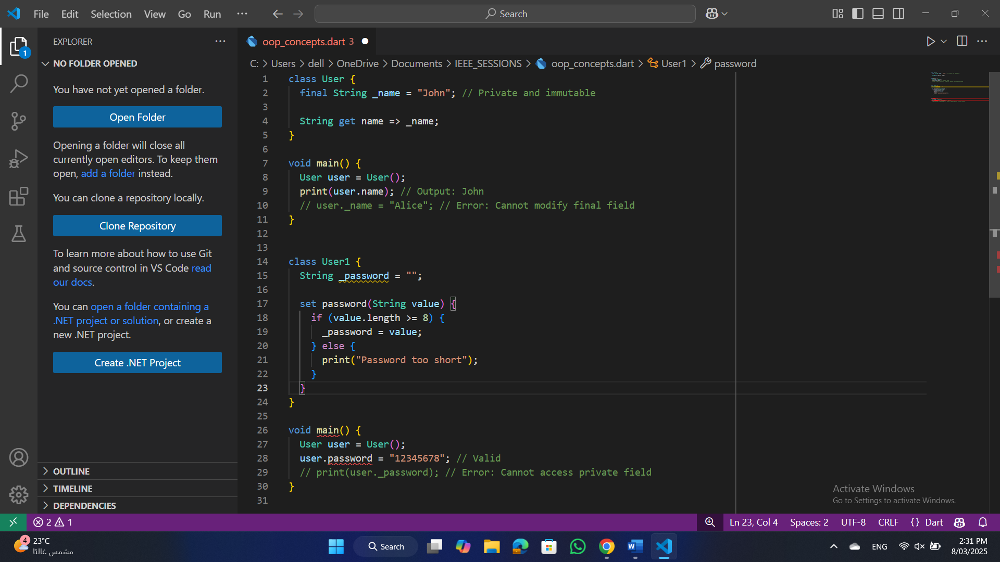 File Edit Selection View Go Run ··· Search
EXPLORER ···
1
NO FOLDER OPENED
You have not yet opened a folder.
Open Folder
Opening a folder will close all
currently open editors. To keep them
open, add a folder instead.
You can clone a repository locally.
Clone Repository
To learn more about how to use Git
and source control in VS Code read
our docs.
You can open a folder containing a
.NET project or solution, or create a
new .NET project.
Create .NET Project
OUTLINE
TIMELINE
DEPENDENCIES
oop_concepts.dart 3
C: > Users > dell > OneDrive > Documents > IEEE_SESSIONS > oop_concepts.dart > User1 > password
1 class User {
2 final String _name = "John"; // Private and immutable
3
4 String get name => _name;
5 }
6
7 void main() {
8 User user = User();
9 print(user.name); // Output: John
10 // user._name = "Alice"; // Error: Cannot modify final field
11 }
12
13
14 class User1 {
15 String _password = "";
16
17 set password(String value) {
18 if (value.length >= 8) {
19 _password = value;
20 } else {
21 print("Password too short");
22 }
23 }
24 }
25
26 void main() {
27 User user = User();
28 user.password = "12345678"; // Valid
29 // print(user._password); // Error: Cannot access private field
30 }
31
Activate Windows
Go to Settings to activate Windows.
2 1 Ln 23, Col 4 Spaces: 2 UTF-8 CRLF {} Dart
4 23°C
مشمس غالبًا
Search
ENG
2:31 PM
8/03/2025